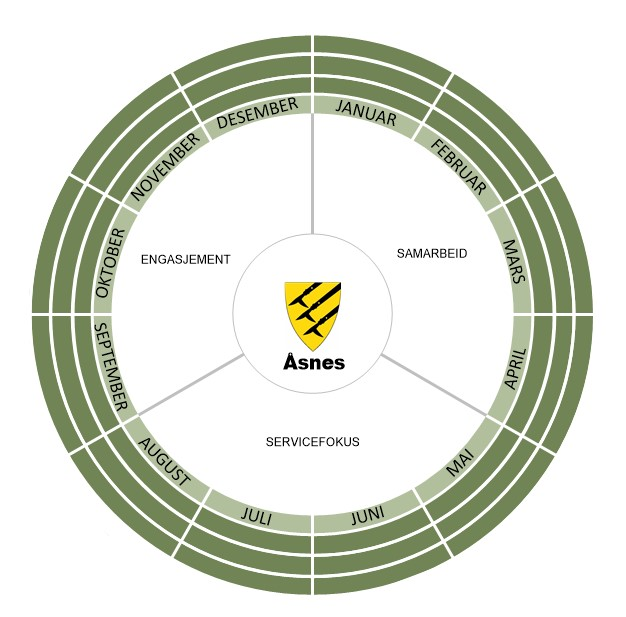 JANUAR
FEBRUAR
MARS
APRIL
MAI
JUNI
JULI
AUGUST
SEPTEMBER
OKTOBER
NOVEMBER
DESEMBER
ENGASJEMENT
SAMARBEID
Åsnes
SERVICEFOKUS